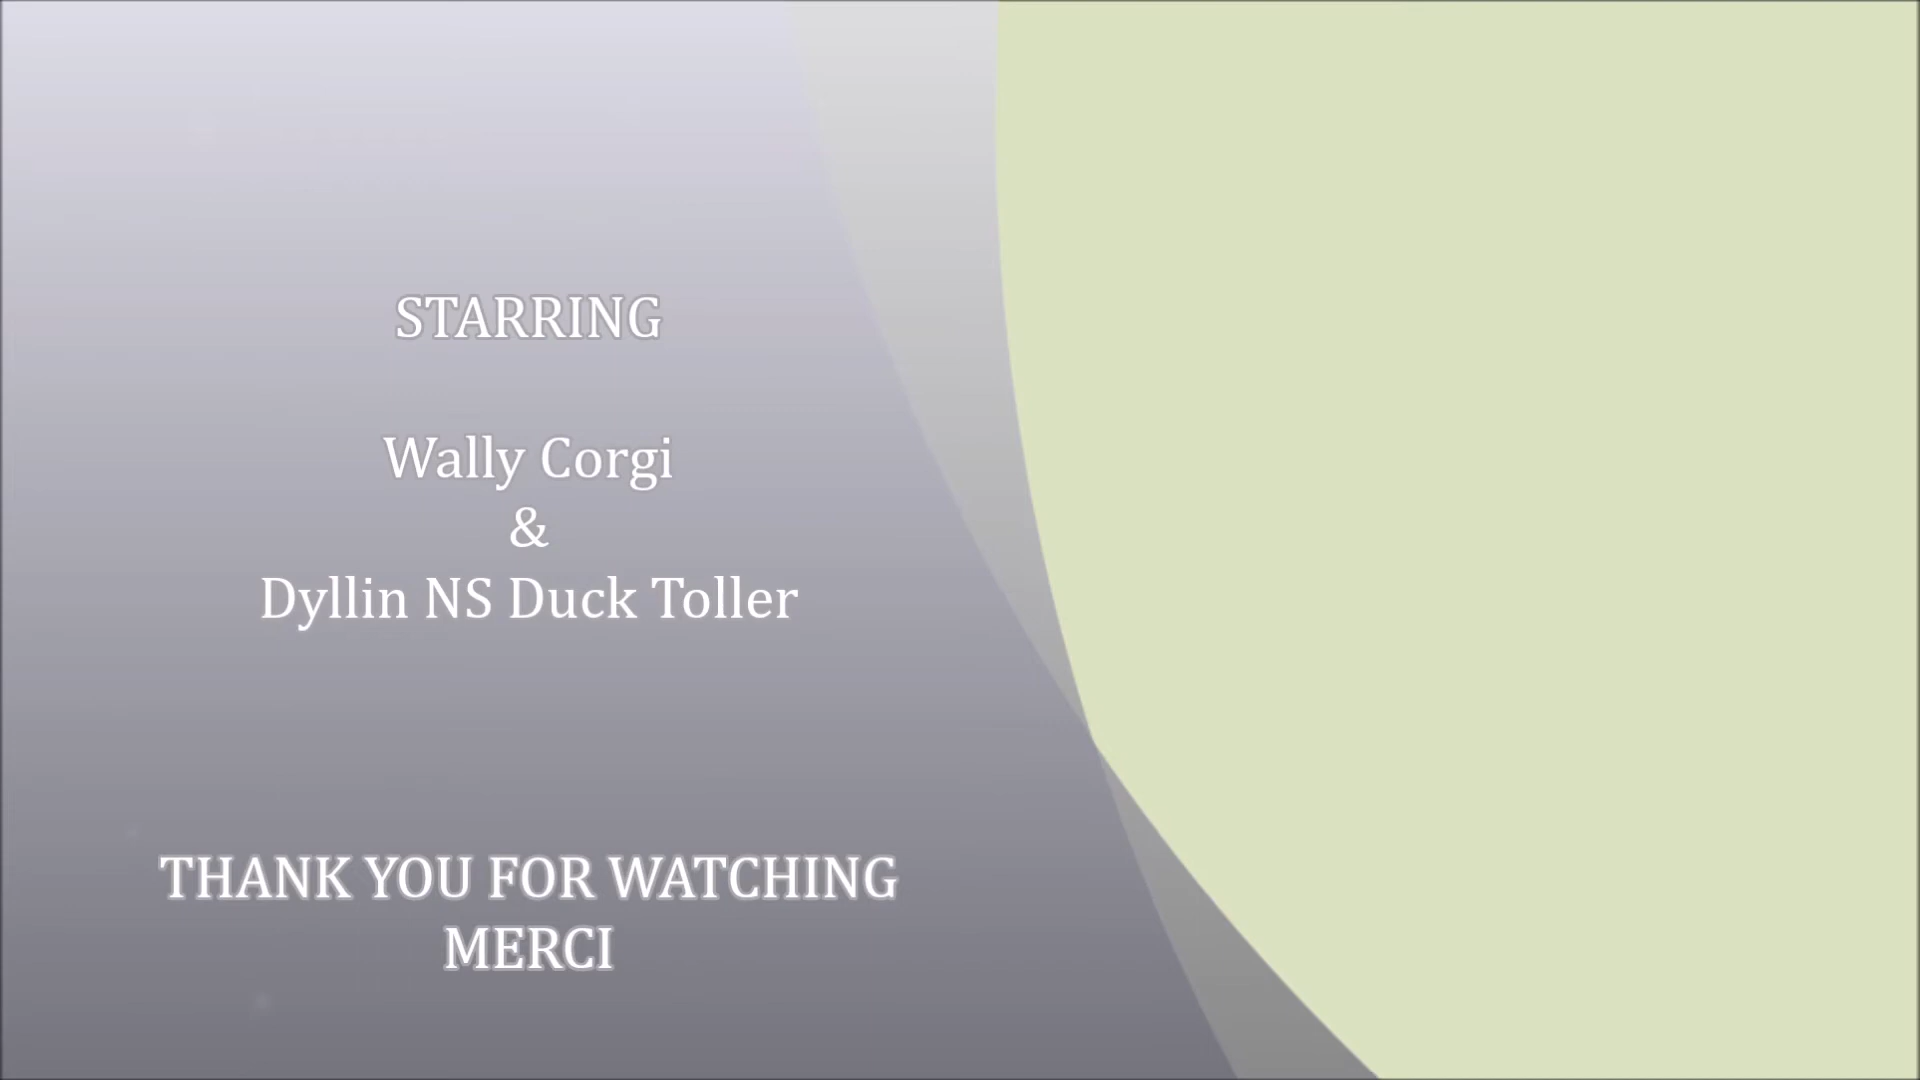 STARRING
Wally Corgi
&
Dyllin NS Duck Toller
THANK YOU FOR WATCHING
MERCI